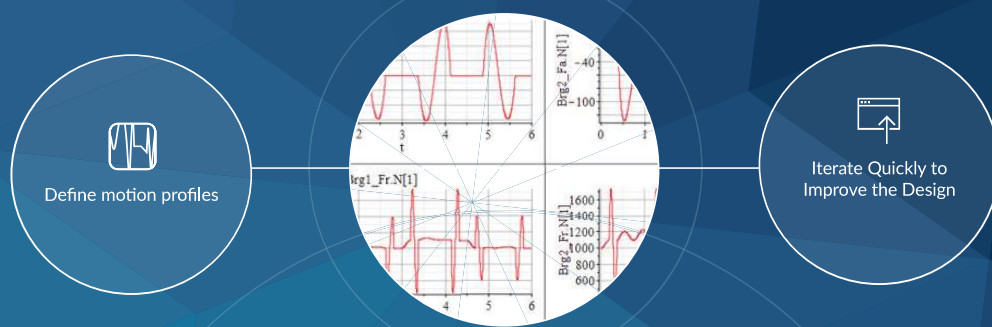 Define motion profiles
2
3
4
5
6
t
Brg2_Fa.N[1]
-40
-100
0
1
Brg1_Fr.N[1]
4
5
6
Brg2_Fr.N[1]
1600
1400
1200
1000
800
600
Iterate Quickly to
Improve the Design